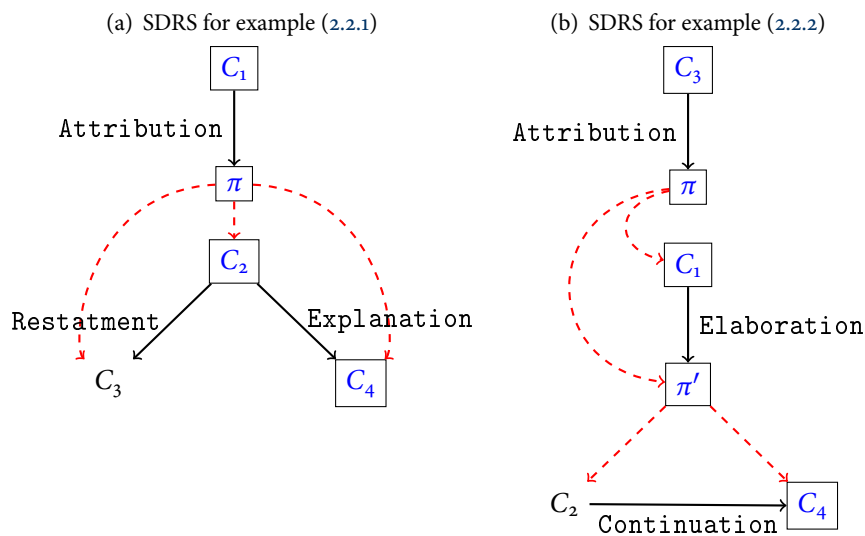 (a) SDRS for example (2.2.1)
C₁
Attribution
π
C₂
Restatment
Explanation
C₃
C₄
(b) SDRS for example (2.2.2)
C₃
Attribution
π
C₁
Elaboration
π′
C₂
C₄
Continuation